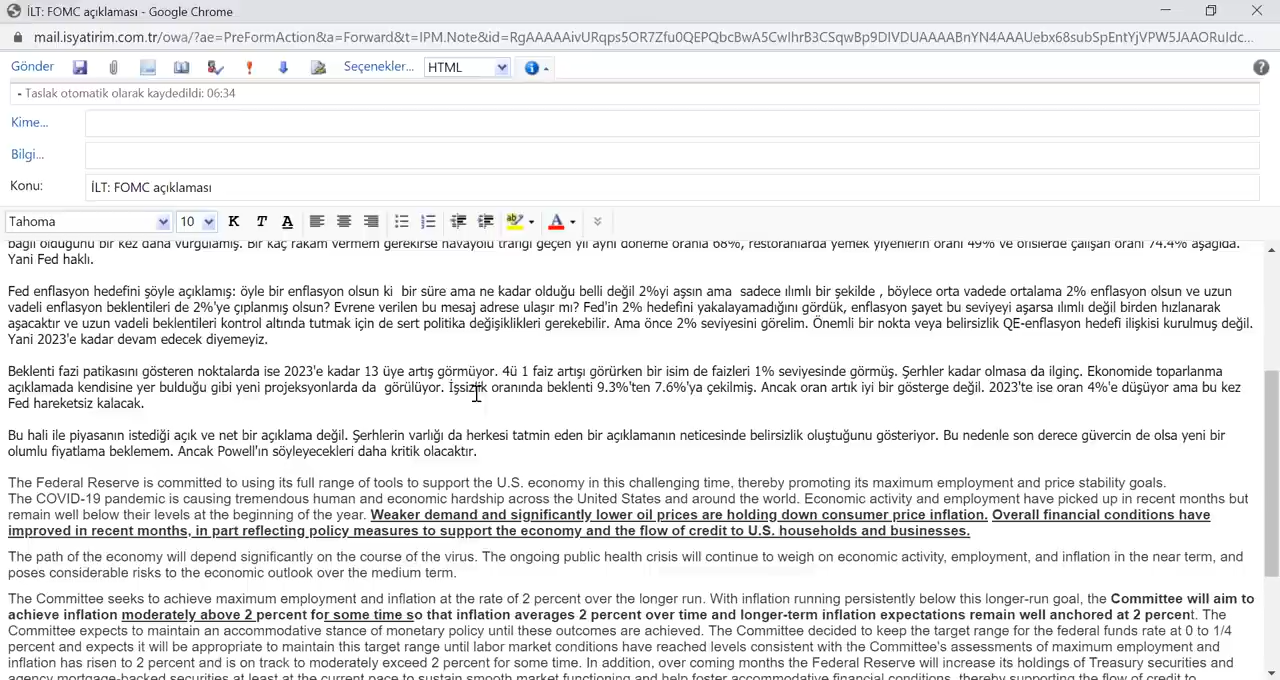 İLT: FOMC açıklaması - Google Chrome
mail.isyatirim.com.tr/owa/?ae=PreFormAction&a=Forward&t=IPM.Note&id=RgAAAAAivURqps5OR7Zfu0QEPQbcBwA5CwIhrB3CSqwBp9DIVDUAAAABnYN4AAAUebx68subSpEntYjVPW5JAAORuIdc...
Gönder Seçenekler... HTML
- Taslak otomatik olarak kaydedildi: 06:34
Kime...
Bilgi...
Konu: İLT: FOMC açıklaması
Tahoma 10 K T A
bağlı olduğunu bir kez daha vurgulamış. Bir kaç rakam vermem gerekirse havayolu trafiği geçen yıl aynı döneme oranla 68%, restoranlarda yemek yiyenlerin oranı 49% ve ofislerde çalışan oranı 74.4% aşağıda.
Yani Fed haklı.
Fed enflasyon hedefini şöyle açıklamış: öyle bir enflasyon olsun ki bir süre ama ne kadar olduğu belli değil 2%yi aşsın ama sadece ılımlı bir şekilde , böylece orta vadede ortalama 2% enflasyon olsun ve uzun
vadeli enflasyon beklentileri de 2%'ye çıplanmış olsun? Evrene verilen bu mesaj adrese ulaşır mı? Fed'in 2% hedefini yakalayamadığını gördük, enflasyon şayet bu seviyeyi aşarsa ılımlı değil birden hızlanarak
aşacaktır ve uzun vadeli beklentileri kontrol altında tutmak için de sert politika değişiklikleri gerekebilir. Ama önce 2% seviyesini görelim. Önemli bir nokta veya belirsizlik QE-enflasyon hedefi ilişkisi kurulmuş değil.
Yani 2023'e kadar devam edecek diyemeyiz.
Beklenti fazi patikasını gösteren noktalarda ise 2023'e kadar 13 üye artış görmüyor. 4ü 1 faiz artışı görürken bir isim de faizleri 1% seviyesinde görmüş. Şerhler kadar olmasa da ilginç. Ekonomide toparlanma
açıklamada kendisine yer bulduğu gibi yeni projeksyonlarda da görülüyor. İşsizlik oranında beklenti 9.3%'ten 7.6%'ya çekilmiş. Ancak oran artık iyi bir gösterge değil. 2023'te ise oran 4%'e düşüyor ama bu kez
Fed hareketsiz kalacak.
Bu hali ile piyasanın istediği açık ve net bir açıklama değil. Şerhlerin varlığı da herkesi tatmin eden bir açıklamanın neticesinde belirsizlik oluştuğunu gösteriyor. Bu nedenle son derece güvercin de olsa yeni bir
olumlu fiyatlama beklemem. Ancak Powell'ın söyleyecekleri daha kritik olacaktır.
The Federal Reserve is committed to using its full range of tools to support the U.S. economy in this challenging time, thereby promoting its maximum employment and price stability goals.
The COVID-19 pandemic is causing tremendous human and economic hardship across the United States and around the world. Economic activity and employment have picked up in recent months but
remain well below their levels at the beginning of the year. Weaker demand and significantly lower oil prices are holding down consumer price inflation. Overall financial conditions have
improved in recent months, in part reflecting policy measures to support the economy and the flow of credit to U.S. households and businesses.
The path of the economy will depend significantly on the course of the virus. The ongoing public health crisis will continue to weigh on economic activity, employment, and inflation in the near term, and
poses considerable risks to the economic outlook over the medium term.
The Committee seeks to achieve maximum employment and inflation at the rate of 2 percent over the longer run. With inflation running persistently below this longer-run goal, the Committee will aim to
achieve inflation moderately above 2 percent for some time so that inflation averages 2 percent over time and longer-term inflation expectations remain well anchored at 2 percent. The
Committee expects to maintain an accommodative stance of monetary policy until these outcomes are achieved. The Committee decided to keep the target range for the federal funds rate at 0 to 1/4
percent and expects it will be appropriate to maintain this target range until labor market conditions have reached levels consistent with the Committee's assessments of maximum employment and
inflation has risen to 2 percent and is on track to moderately exceed 2 percent for some time. In addition, over coming months the Federal Reserve will increase its holdings of Treasury securities and
agency mortgage-backed securities at least at the current pace to sustain smooth market functioning and help foster accommodative financial conditions, thereby supporting the flow of credit to